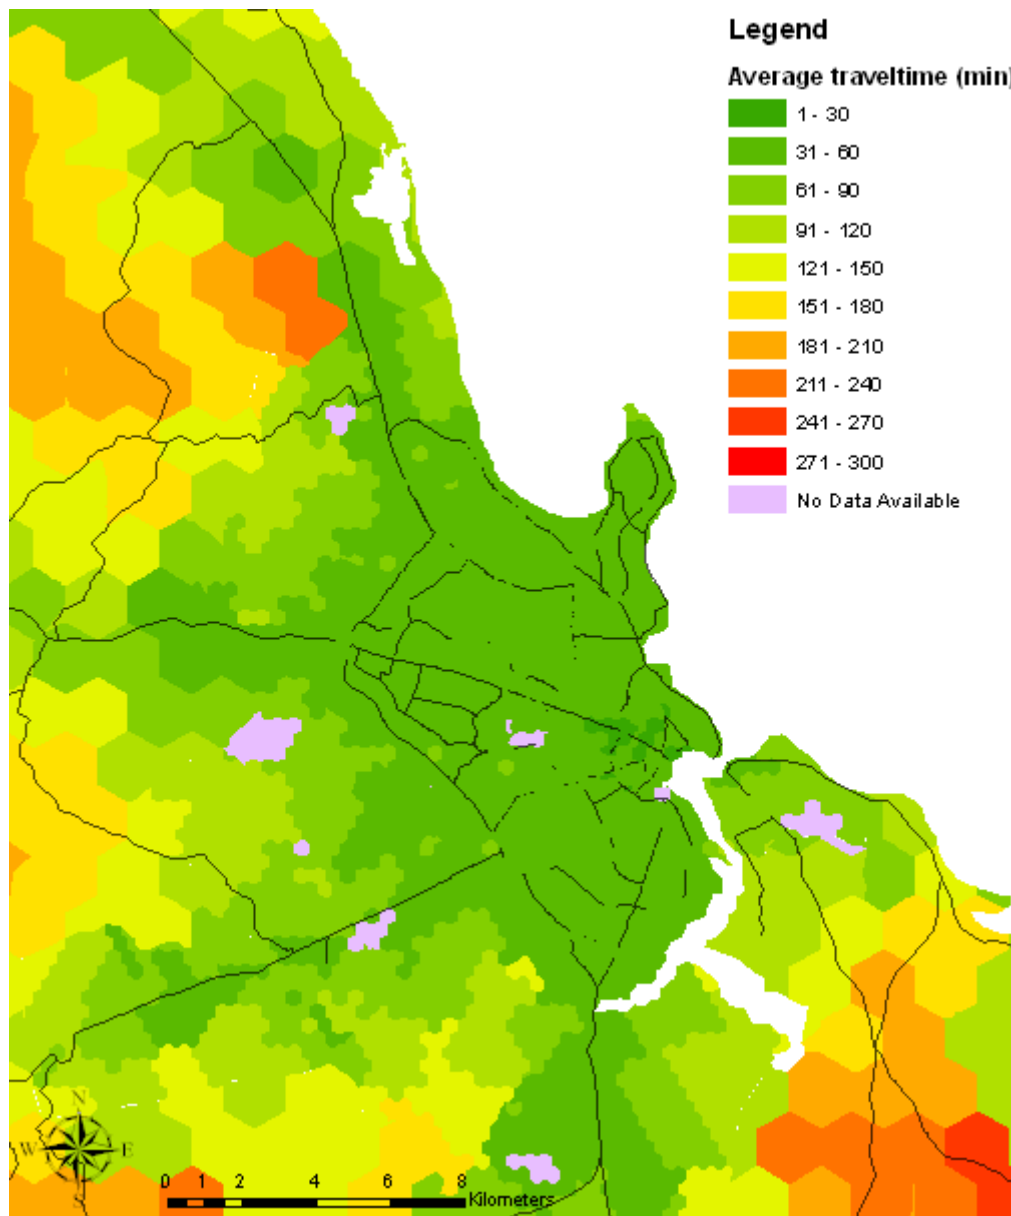 Legend
Average traveltime (min)
1 - 30
31 - 60
61 - 90
91 - 120
121 - 150
151 - 180
181 - 210
211 - 240
241 - 270
271 - 300
No Data Available
N
W E
S
0 1 2 4 6 8
Kilometers